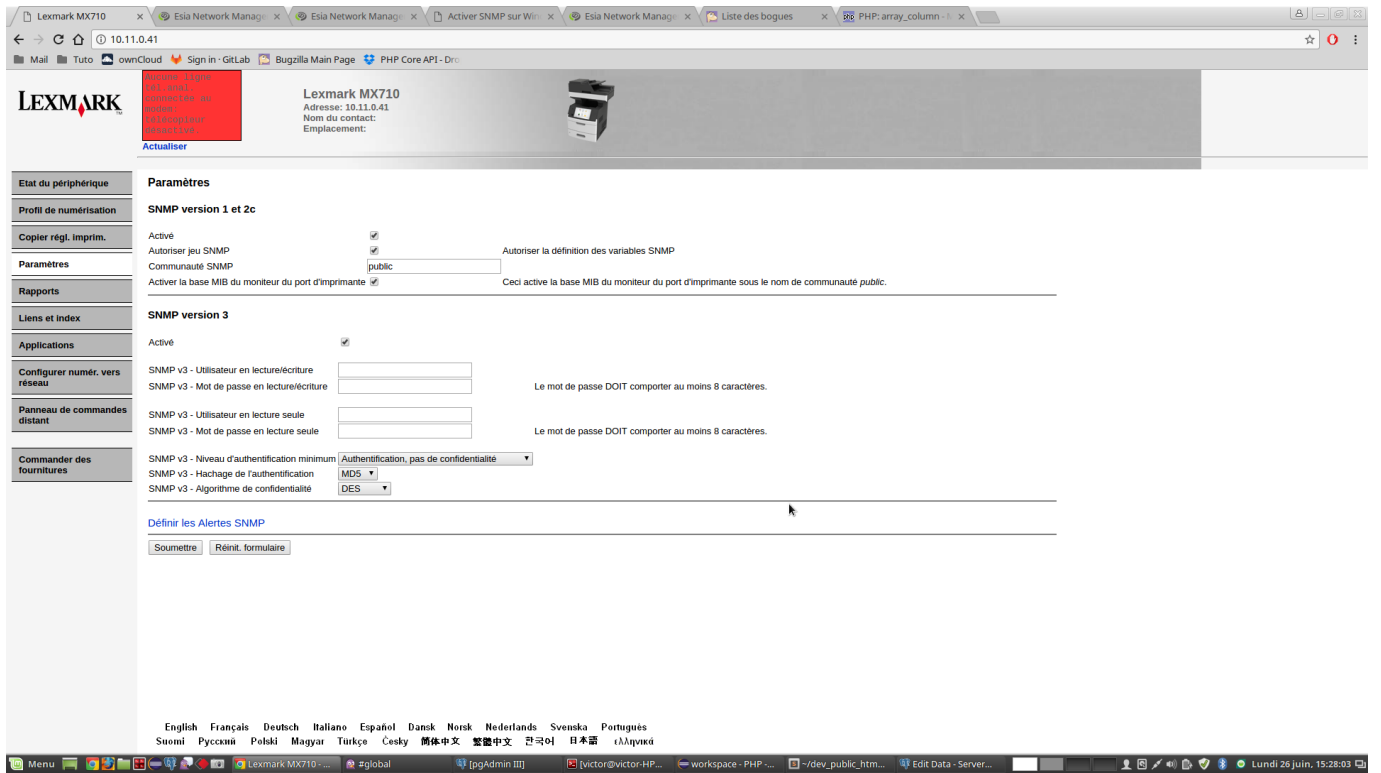 Lexmark MX710
Esia Network Manage
Esia Network Manage
Activer SNMP sur Win
Esia Network Manage
Liste des bogues
PHP: array_column -
10.11.0.41
Mail Tuto ownCloud Sign in · GitLab Bugzilla Main Page PHP Core API - Dro
LEXMARK
Aucune ligne
connectée au
modem
télécopieur
désactivé
Actualiser
Lexmark MX710
Adresse: 10.11.0.41
Nom du contact:
Emplacement:
Etat du périphérique
Profil de numérisation
Copier régl. imprim.
Paramètres
Rapports
Liens et index
Applications
Configurer numér. vers
réseau
Panneau de commandes
distant
Commander des
fournitures
Paramètres
SNMP version 1 et 2c
Activé
Autoriser jeu SNMP Autoriser la définition des variables SNMP
Communauté SNMP public
Activer la base MIB du moniteur du port d'imprimante Ceci active la base MIB du moniteur du port d'imprimante sous le nom de communauté public.
SNMP version 3
Activé
SNMP v3 - Utilisateur en lecture/écriture
SNMP v3 - Mot de passe en lecture/écriture Le mot de passe DOIT comporter au moins 8 caractères.
SNMP v3 - Utilisateur en lecture seule
SNMP v3 - Mot de passe en lecture seule Le mot de passe DOIT comporter au moins 8 caractères.
SNMP v3 - Niveau d'authentification minimum Authentification, pas de confidentialité
SNMP v3 - Hachage de l'authentification MD5
SNMP v3 - Algorithme de confidentialité DES
Définir les Alertes SNMP
Soumettre Réinit. formulaire
English Français Deutsch Italiano Español Dansk Norsk Nederlands Svenska Português
Suomi Русский Polski Magyar Türkçe Česky 简体中文 繁體中文 한국어 日本語 ελληνικά
Menu Lexmark MX710 - ... #global [pgAdmin III] [victor@victor-HP... workspace - PHP -... ~/dev_public_htm... Edit Data - Server... Lundi 26 juin, 15:28:03